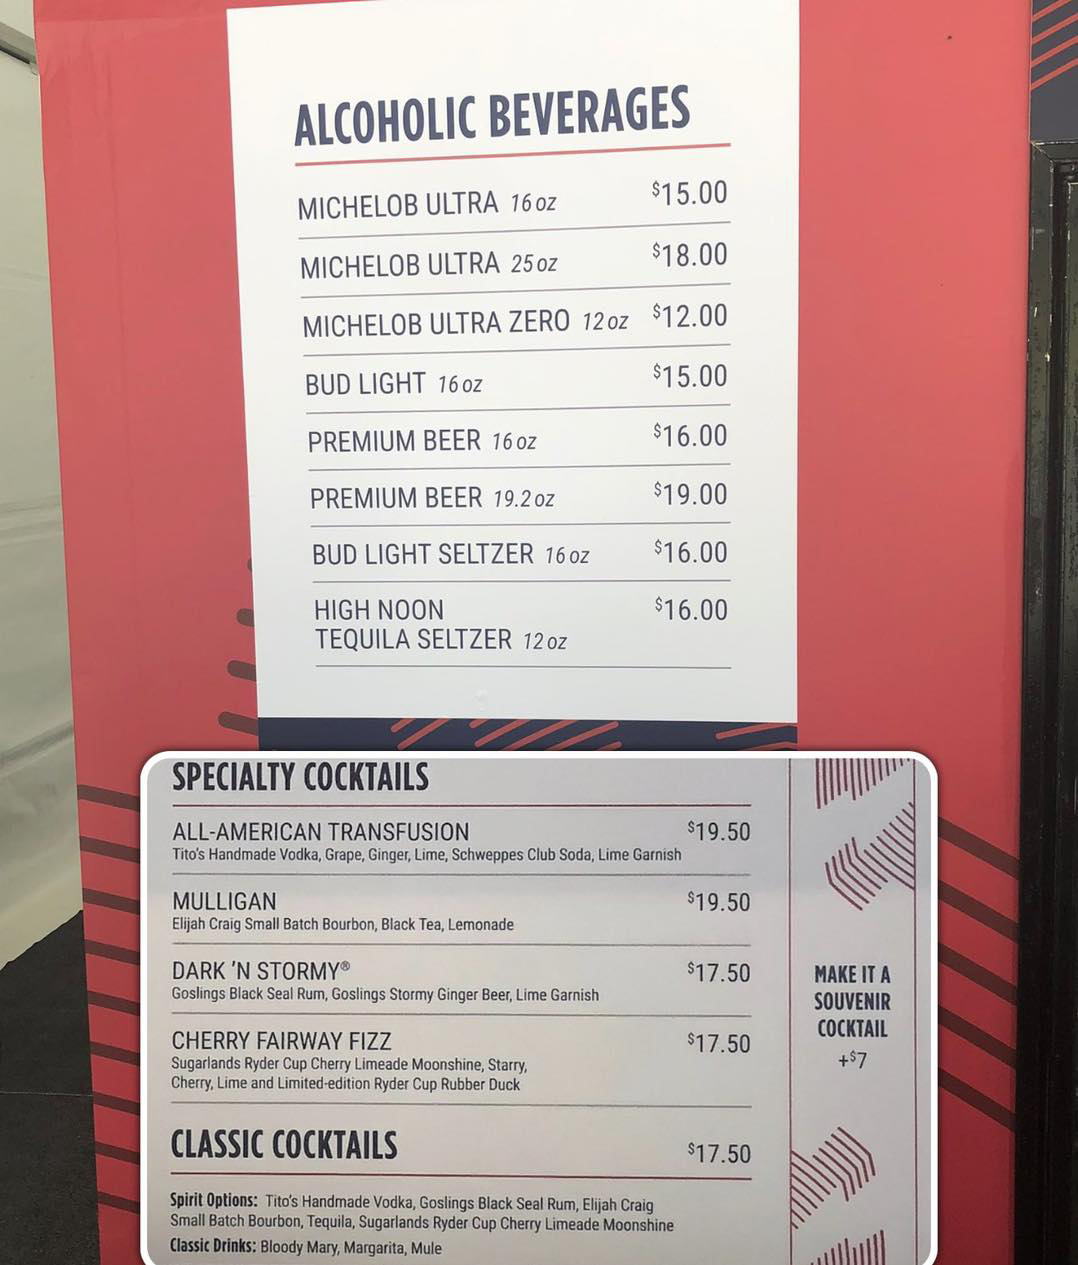 ALCOHOLIC BEVERAGES
MICHELOB ULTRA 16 oz $15.00
MICHELOB ULTRA 25 oz $18.00
MICHELOB ULTRA ZERO 12 oz $12.00
BUD LIGHT 16 oz $15.00
PREMIUM BEER 16 oz $16.00
PREMIUM BEER 19.2 oz $19.00
BUD LIGHT SELTZER 16 oz $16.00
HIGH NOON $16.00
TEQUILA SELTZER 12 oz
SPECIALTY COCKTAILS
ALL-AMERICAN TRANSFUSION $19.50
Tito's Handmade Vodka, Grape, Ginger, Lime, Schweppes Club Soda, Lime Garnish
MULLIGAN $19.50
Elijah Craig Small Batch Bourbon, Black Tea, Lemonade
DARK 'N STORMY® $17.50
Goslings Black Seal Rum, Goslings Stormy Ginger Beer, Lime Garnish
CHERRY FAIRWAY FIZZ $17.50
Sugarlands Ryder Cup Cherry Limeade Moonshine, Starry,
Cherry, Lime and Limited-edition Ryder Cup Rubber Duck
CLASSIC COCKTAILS $17.50
Spirit Options: Tito's Handmade Vodka, Goslings Black Seal Rum, Elijah Craig
Small Batch Bourbon, Tequila, Sugarlands Ryder Cup Cherry Limeade Moonshine
Classic Drinks: Bloody Mary, Margarita, Mule
MAKE IT A
SOUVENIR
COCKTAIL
+$7